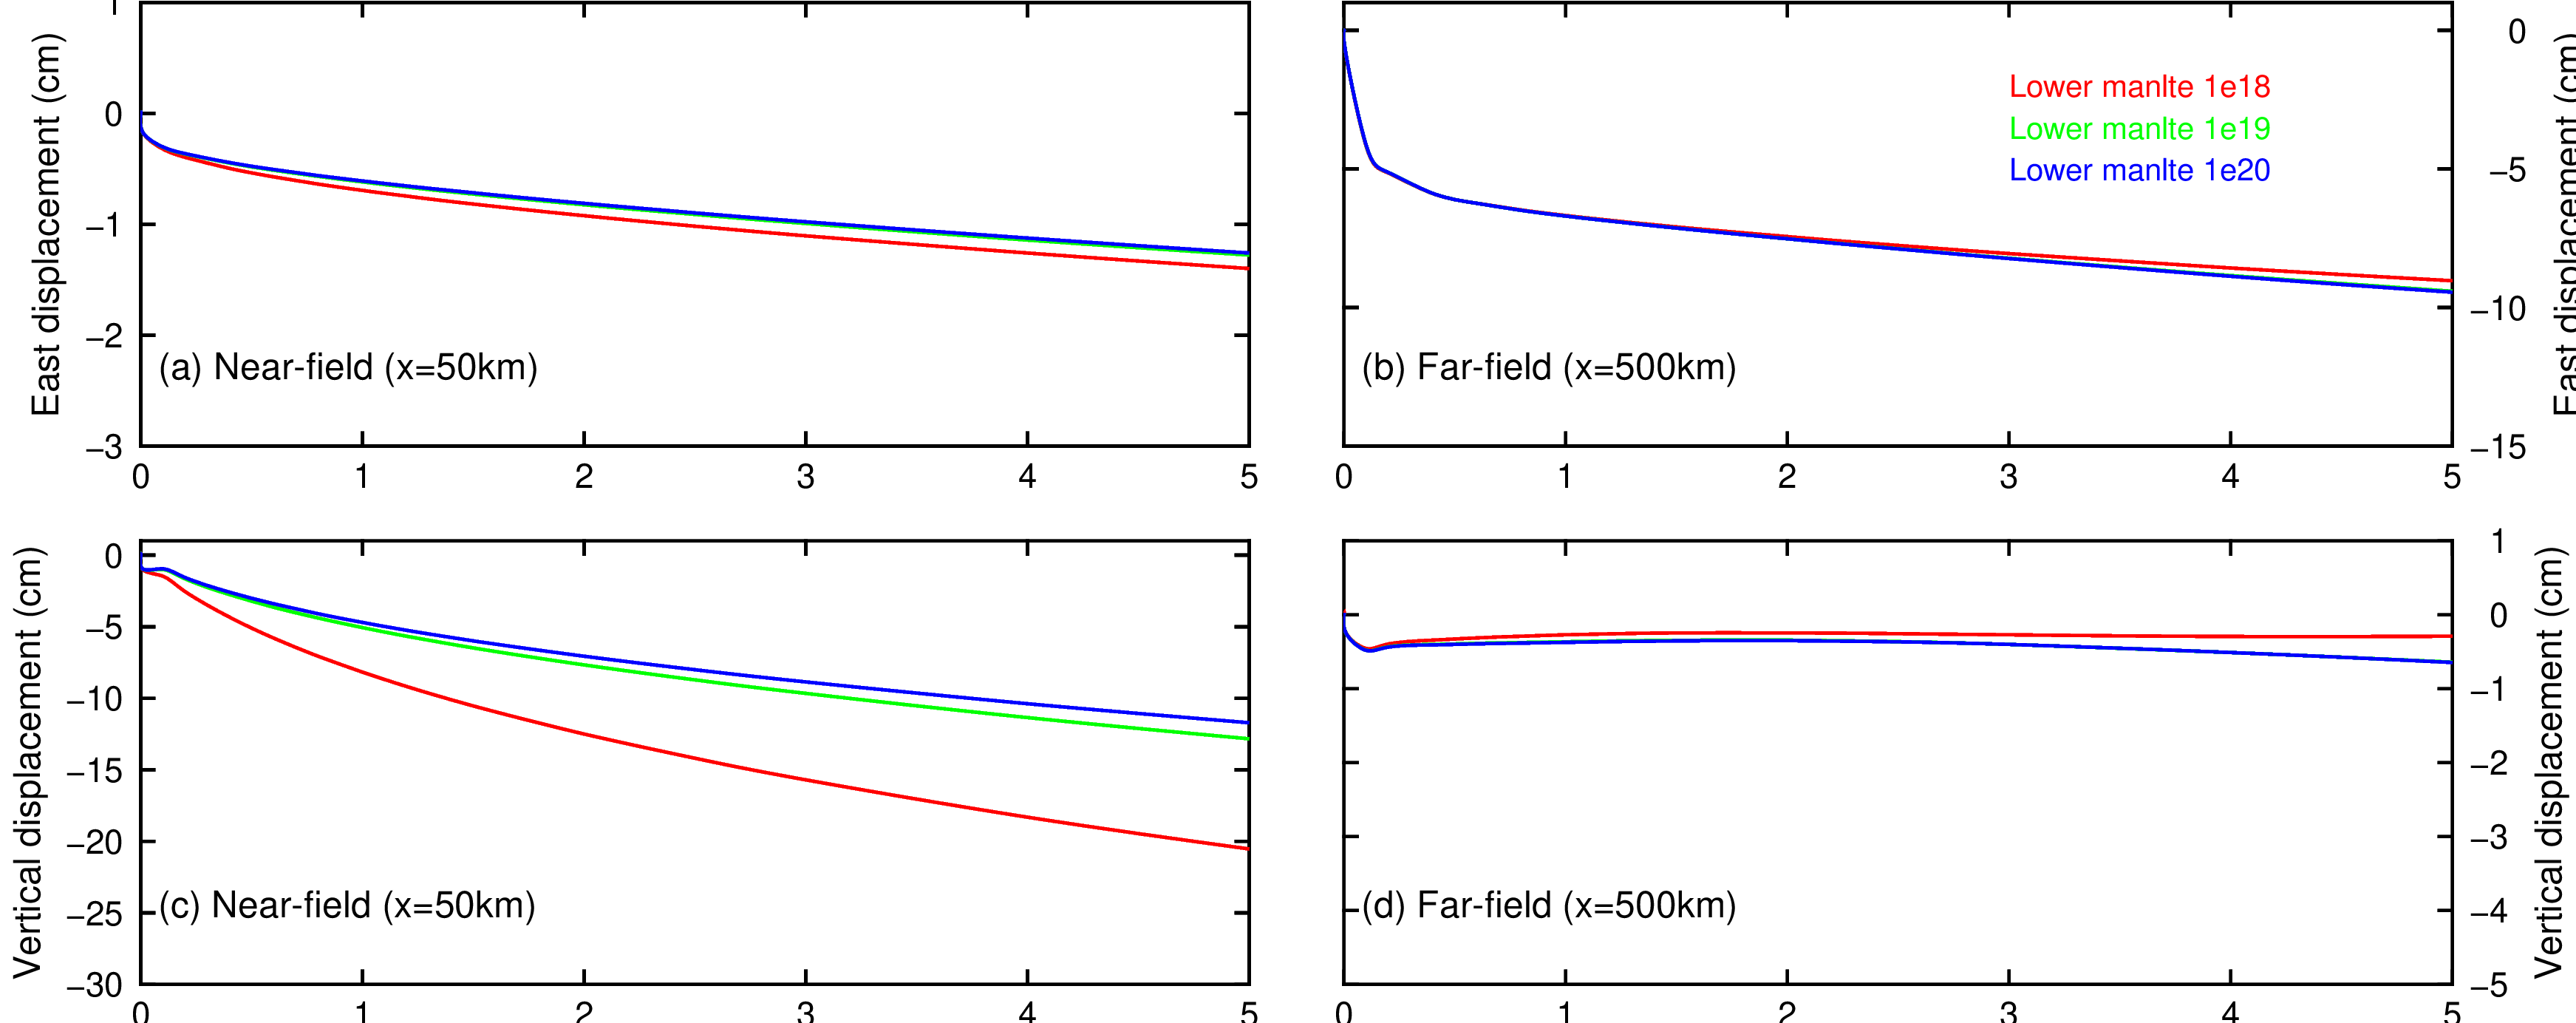 1
East displacement (cm)
0
−1
−2
−3
(a) Near-field (x=50km)
0 1 2 3 4 5
0
−5
−10
−15
East displacement (cm)
Lower manlte 1e18
Lower manlte 1e19
Lower manlte 1e20
(b) Far-field (x=500km)
0 1 2 3 4 5
Vertical displacement (cm)
0
−5
−10
−15
−20
−25
−30
(c) Near-field (x=50km)
0 1 2 3 4 5
1
0
−1
−2
−3
−4
−5
Vertical displacement (cm)
(d) Far-field (x=500km)
0 1 2 3 4 5